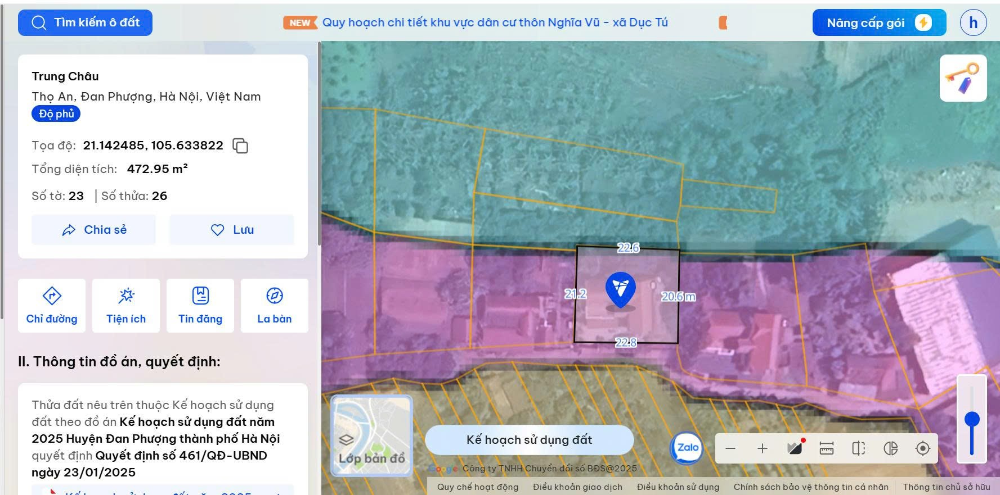 Tìm kiếm ô đất
NEW Quy hoạch chi tiết khu vực dân cư thôn Nghĩa Vũ - xã Dục Tú
Nâng cấp gói
h
Trung Châu
Thọ An, Đan Phượng, Hà Nội, Việt Nam
Độ phủ
Tọa độ: 21.142485, 105.633822
Tổng diện tích: 472.95 m²
Số tờ: 23 | Số thửa: 26
Chia sẻ
Lưu
Chỉ đường
Tiện ích
Tin đăng
La bàn
II. Thông tin đồ án, quyết định:
Thửa đất nêu trên thuộc Kế hoạch sử dụng
đất theo đồ án Kế hoạch sử dụng đất năm
2025 Huyện Đan Phượng thành phố Hà Nội
quyết định Quyết định số 461/QĐ-UBND
ngày 23/01/2025
22.6
21.2
20.6 m
22.8
Lớp bản đồ
Kế hoạch sử dụng đất
Zalo
Google Công ty TNHH Chuyển đổi số BĐS@2025
Quy chế hoạt động
Điều khoản giao dịch
Điều khoản sử dụng
Chính sách bảo vệ thông tin cá nhân
Thông tin chủ sở hữu